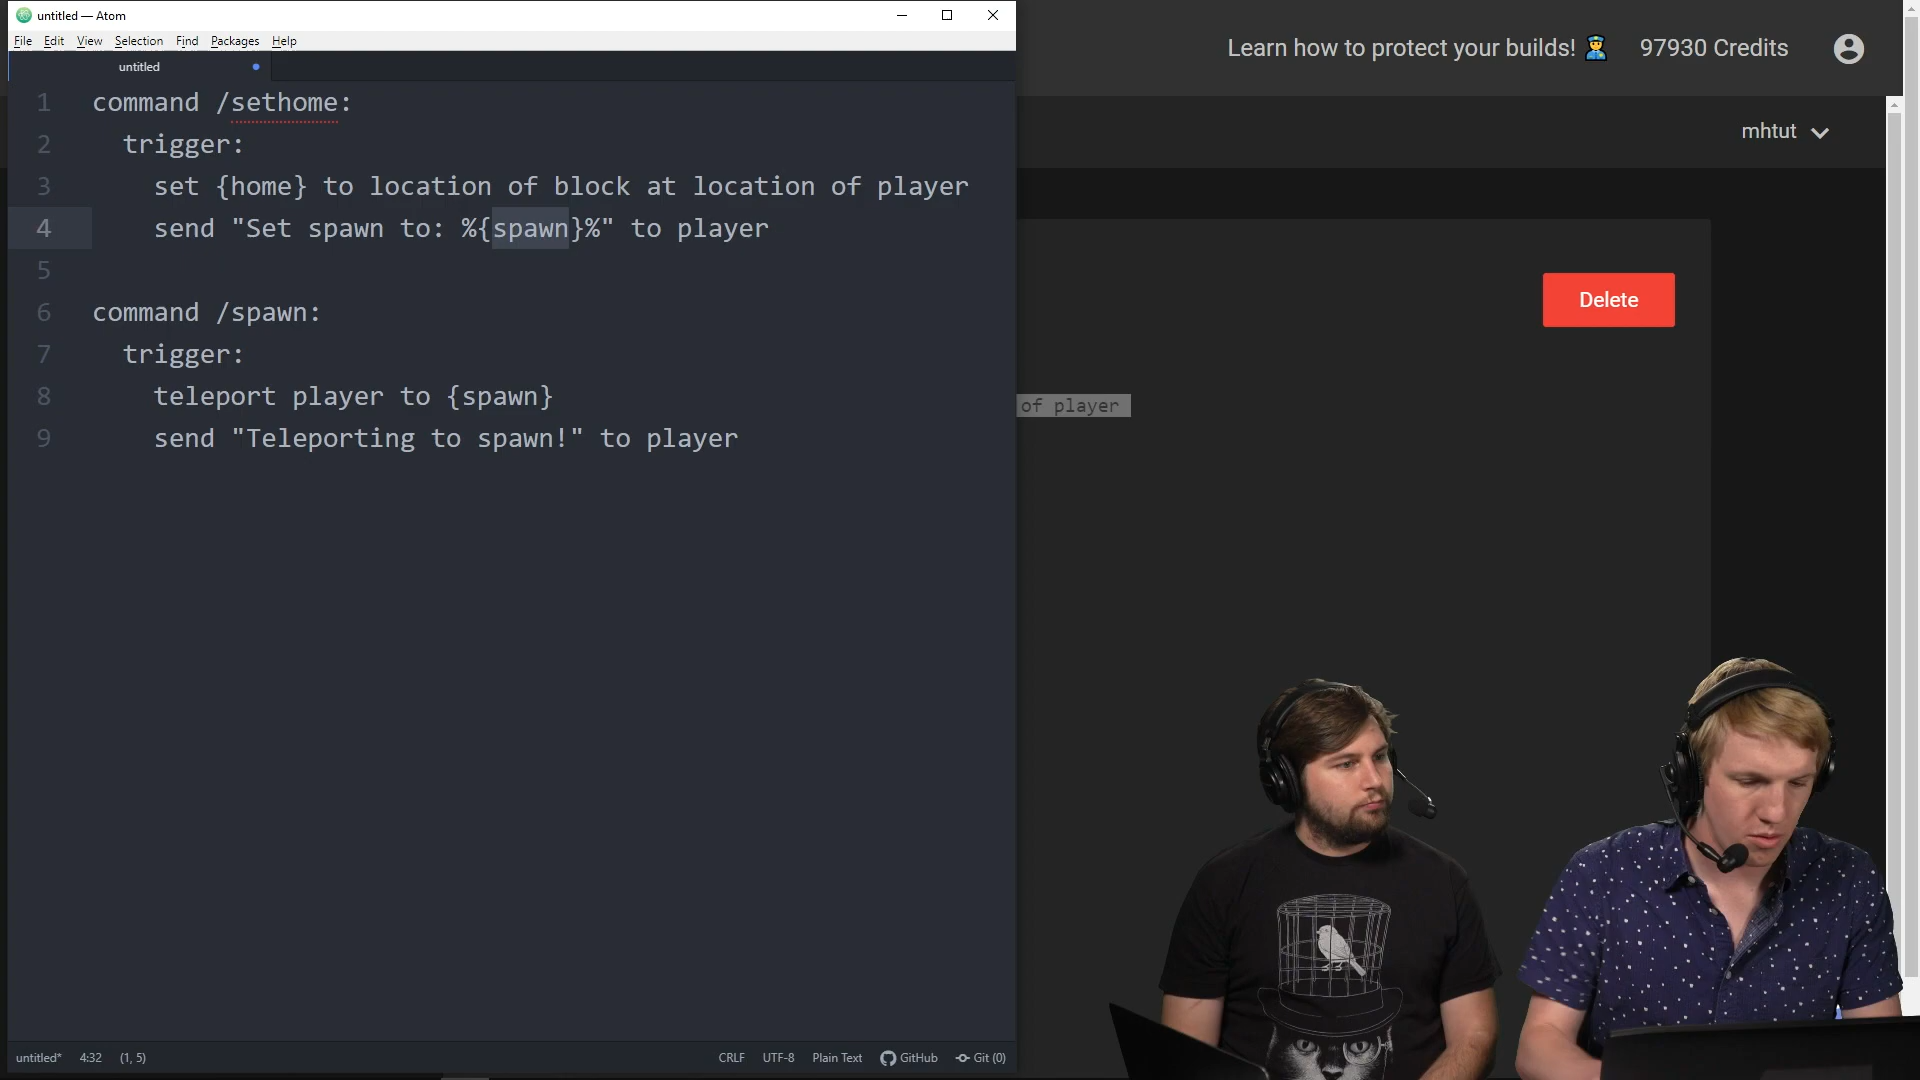 untitled — Atom
File Edit View Selection Find Packages Help
untitled
1 command /sethome:
2 trigger:
3 set {home} to location of block at location of player
4 send "Set spawn to: %{spawn}%" to player
5
6 command /spawn:
7 trigger:
8 teleport player to {spawn}
9 send "Teleporting to spawn!" to player
untitled* 4:32 (1, 5) CRLF UTF-8 Plain Text GitHub Git (0)
Learn how to protect your builds! 97930 Credits
mhtut
Delete
of player